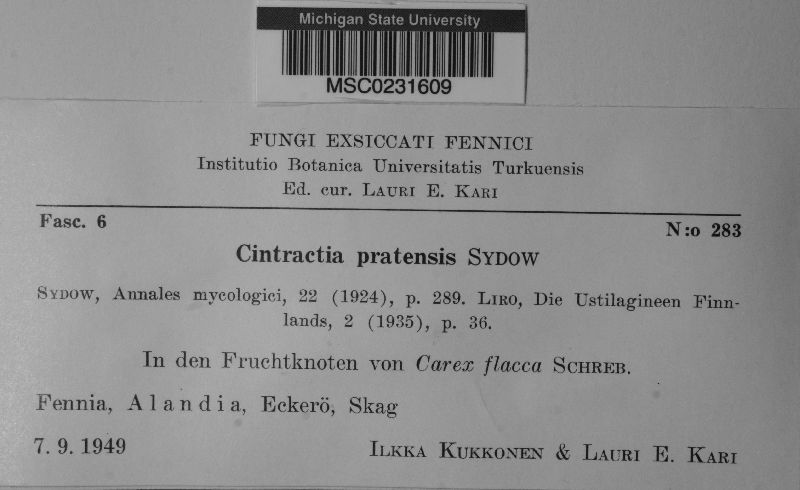 Michigan State University
MSC0231609
FUNGI EXSICCATI FENNICI
Institutio Botanica Universitatis Turkuensis
Ed. cur. LAURI E. KARI
Fasc. 6 N:o 283
Cintractia pratensis SYDOW
SYDOW, Annales mycologici, 22 (1924), p. 289. LIRO, Die Ustilagineen Finn-
lands, 2 (1935), p. 36.
In den Fruchtknoten von Carex flacca SCHREB.
Fennia, Alandia, Eckerö, Skag
7. 9. 1949 ILKKA KUKKONEN & LAURI E. KARI